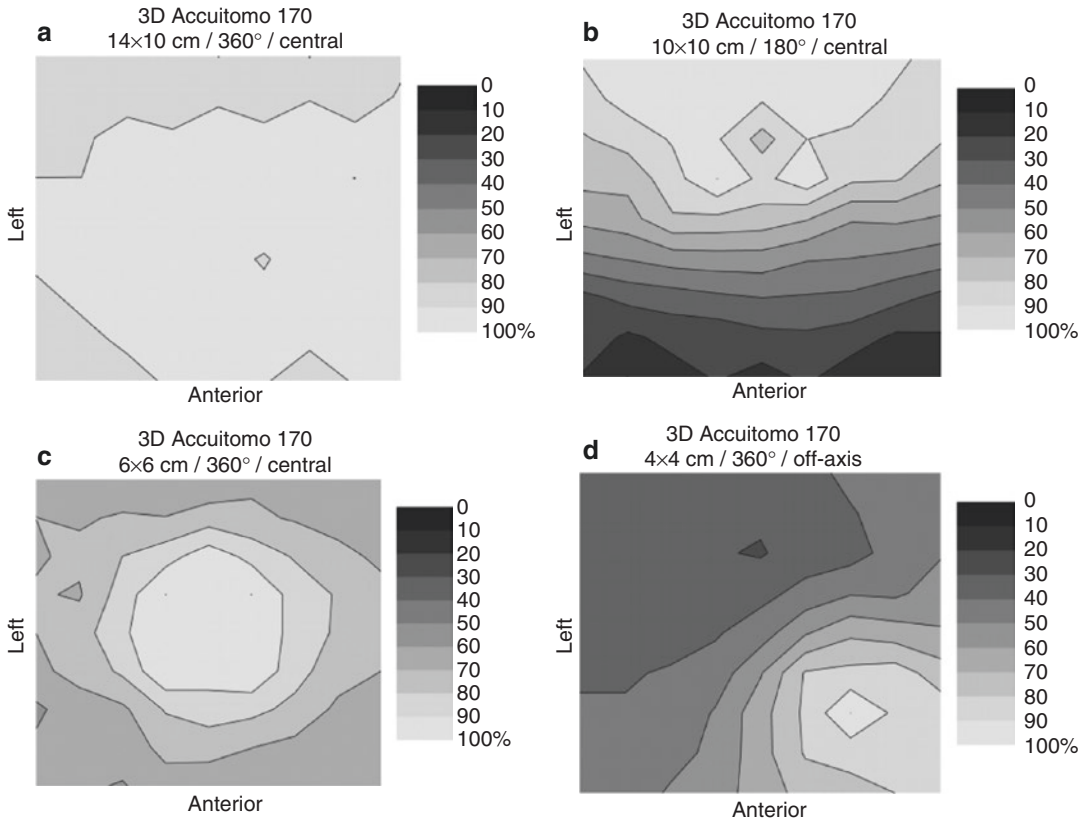 a
3D Accuitomo 170
14×10 cm / 360° / central
Left
Anterior
0
10
20
30
40
50
60
70
80
90
100%
b
3D Accuitomo 170
10×10 cm / 180° / central
Left
Anterior
0
10
20
30
40
50
60
70
80
90
100%
c
3D Accuitomo 170
6×6 cm / 360° / central
Left
Anterior
0
10
20
30
40
50
60
70
80
90
100%
d
3D Accuitomo 170
4×4 cm / 360° / off-axis
Left
Anterior
0
10
20
30
40
50
60
70
80
90
100%